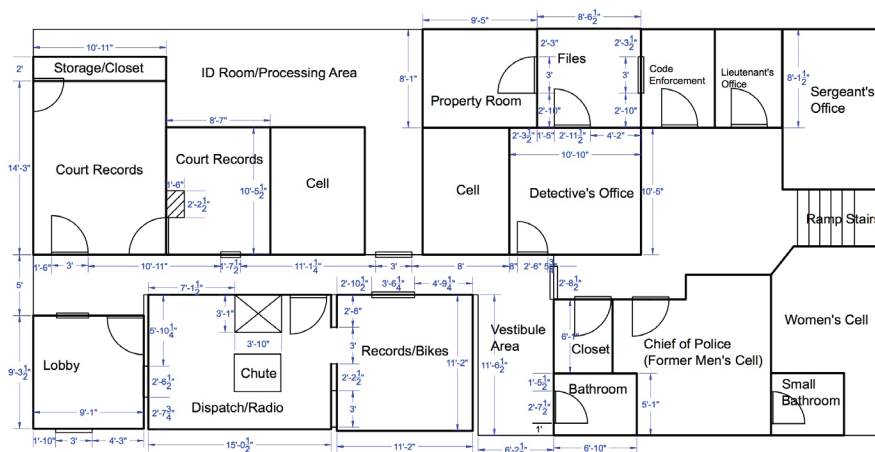 9'-5"
8'-6 1/2"
10'-11"
2'
Storage/Closet
ID Room/Processing Area
8'-1"
2'-3"
Files
2'-3 1/2"
3'
3'
Code
Enforcement
Lieutenant's
Office
8'-1 1/2"
Sergeant's
Office
Property Room
2'-10"
2'-10"
8'-7"
2'-3 1/2"
1'-5"
2'-11 1/2"
4'-2"
10'-10"
14'-3"
Court Records
Court Records
1'-6"
2'-2 1/2"
10'-5 1/2"
Cell
Cell
Detective's Office
10'-5"
Ramp Stairs
1'-6"
3'
10'-11"
1'-7 1/2"
11'-1 1/4"
3'
8'
8"
2'-6"
2'-8 1/2"
5'
7'-1 1/2"
2'-10 1/2"
3'-6 1/4"
4'-9 1/4"
3'-1"
2'-8"
5'-10 1/4"
3'-10"
3'
Records/Bikes
11'-2"
11'-6 1/2"
Vestibule
Area
6'-1"
Closet
Chief of Police
(Former Men's Cell)
Women's Cell
9'-3 1/2"
Lobby
Chute
2'-6 1/2"
2'-2 1/2"
1'-5 1/2"
Bathroom
5'-1"
Small
Bathroom
9'-1"
2'-7 3/4"
Dispatch/Radio
3'
2'-7 1/2"
1'
1'-10"
3'
4'-3"
15'-0 1/2"
11'-2"
6'-2 1/2"
6'-10"